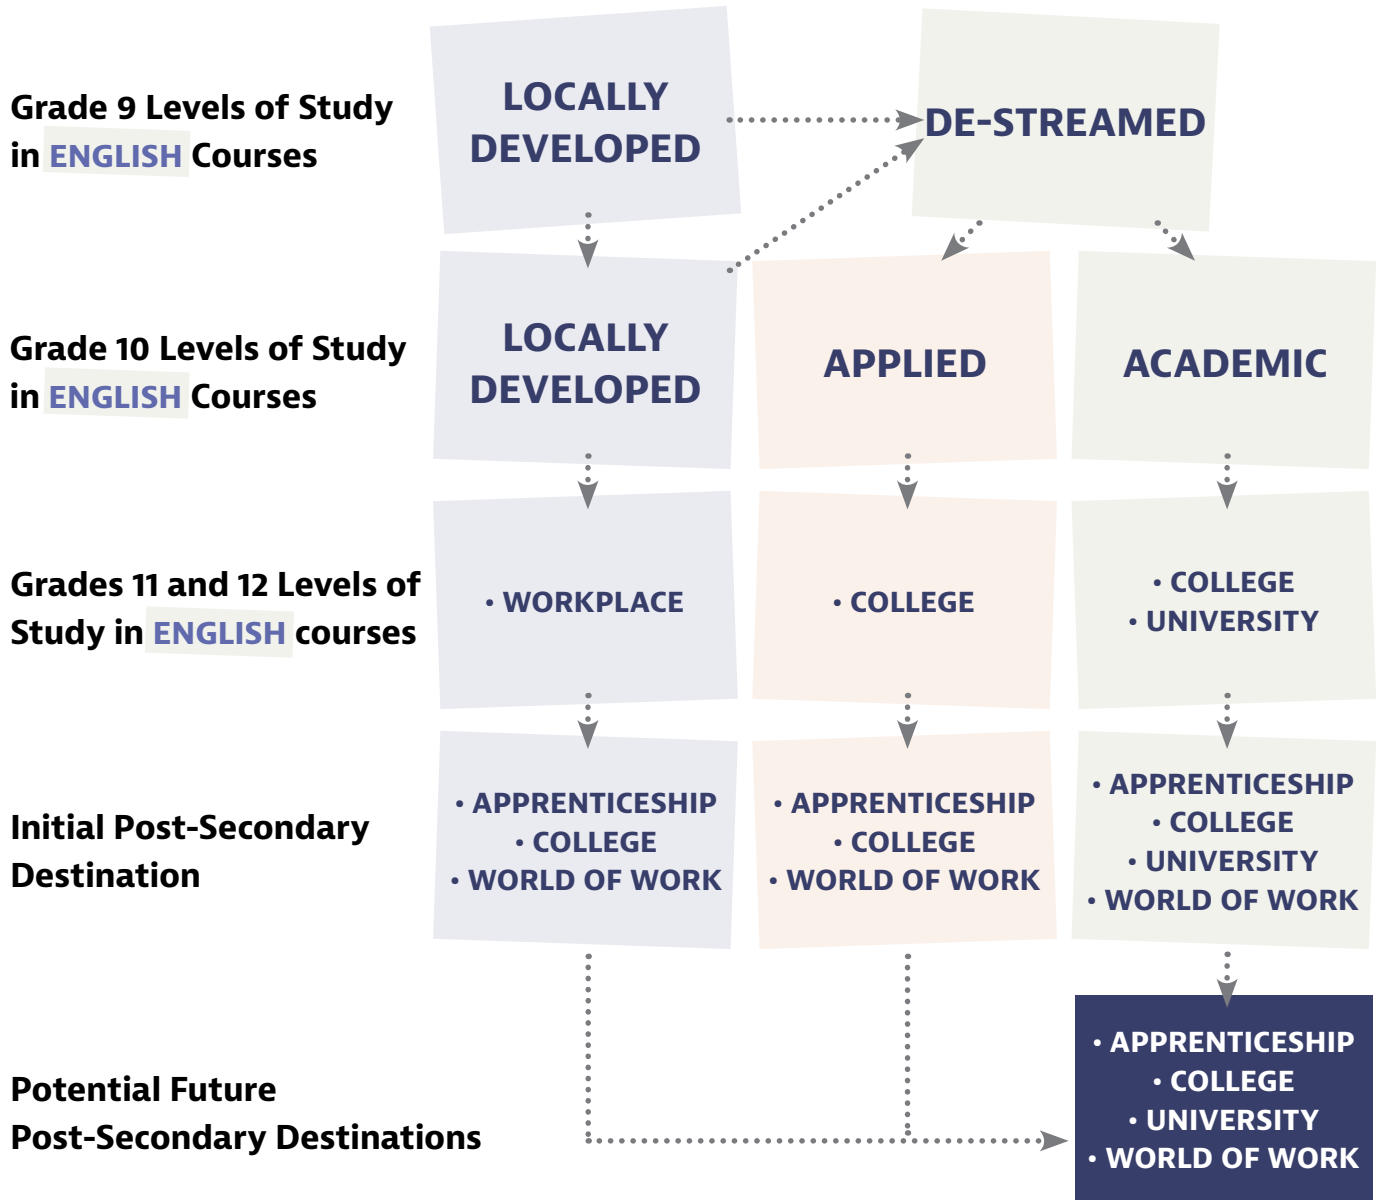 Grade 9 Levels of Study
in ENGLISH Courses
LOCALLY
DEVELOPED
DE-STREAMED
Grade 10 Levels of Study
in ENGLISH Courses
LOCALLY
DEVELOPED
APPLIED
ACADEMIC
Grades 11 and 12 Levels of
Study in ENGLISH courses
• WORKPLACE
• COLLEGE
• COLLEGE
• UNIVERSITY
Initial Post-Secondary
Destination
• APPRENTICESHIP
• COLLEGE
• WORLD OF WORK
• APPRENTICESHIP
• COLLEGE
• WORLD OF WORK
• APPRENTICESHIP
• COLLEGE
• UNIVERSITY
• WORLD OF WORK
Potential Future
Post-Secondary Destinations
• APPRENTICESHIP
• COLLEGE
• UNIVERSITY
• WORLD OF WORK